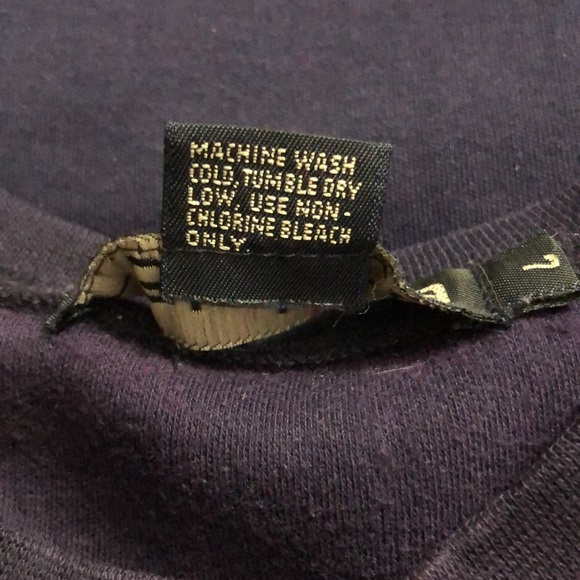 MACHINE WASH
COLD, TUMBLE DRY
LOW, USE NON-
CHLORINE BLEACH
ONLY